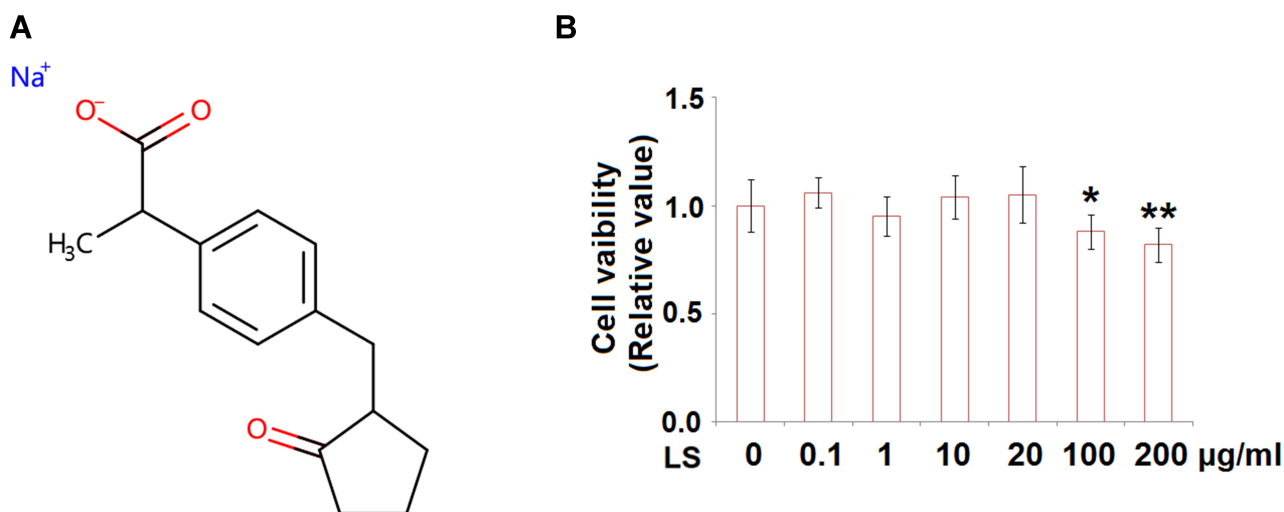 A
B
Na+
O−
O
H3C
O
1.5
1.0
0.5
0.0
Cell vaibility
(Relative value)
*
**
LS 0 0.1 1 10 20 100 200 µg/ml